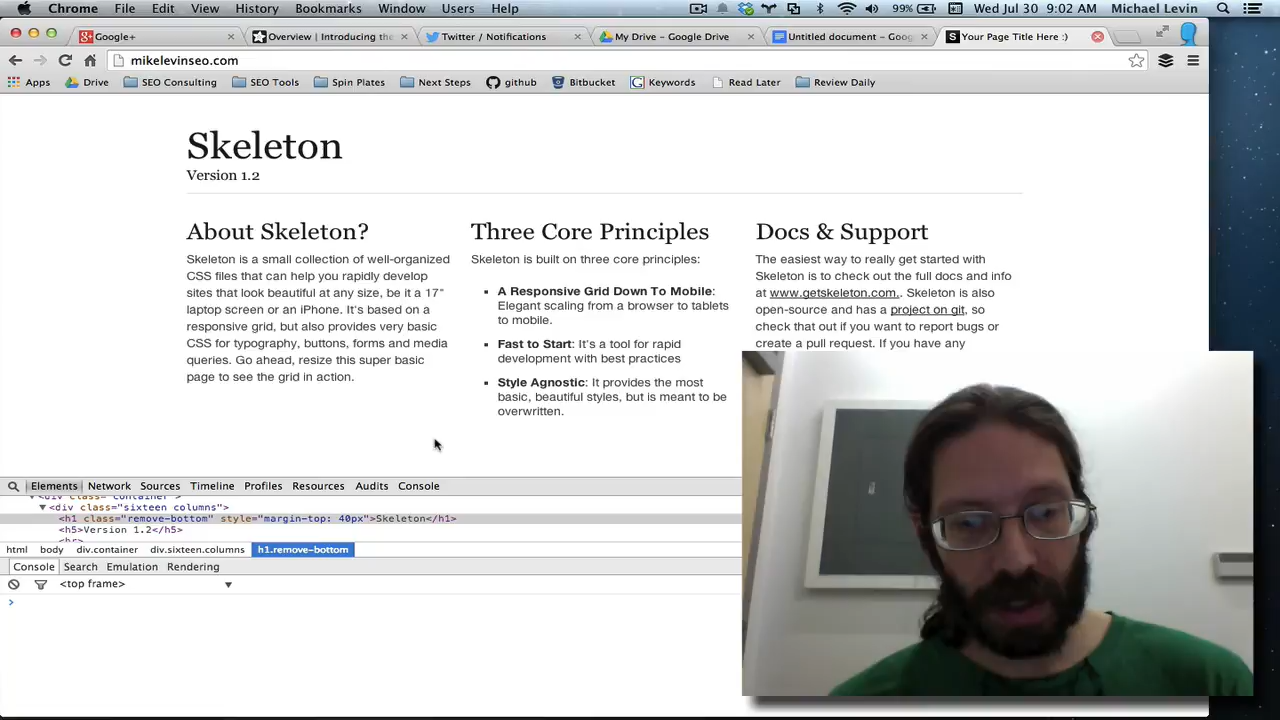 Chrome File Edit View History Bookmarks Window Users Help 99% Wed Jul 30 9:02 AM Michael Levin
Google+ Overview | Introducing the Twitter / Notifications My Drive - Google Drive Untitled document - Goog Your Page Title Here :)
mikelevinseo.com
Apps Drive SEO Consulting SEO Tools Spin Plates Next Steps github Bitbucket Keywords Read Later Review Daily
Skeleton
Version 1.2
About Skeleton?
Skeleton is a small collection of well-organized
CSS files that can help you rapidly develop
sites that look beautiful at any size, be it a 17"
laptop screen or an iPhone. It's based on a
responsive grid, but also provides very basic
CSS for typography, buttons, forms and media
queries. Go ahead, resize this super basic
page to see the grid in action.
Three Core Principles
Skeleton is built on three core principles:
A Responsive Grid Down To Mobile:
Elegant scaling from a browser to tablets
to mobile.
Fast to Start: It's a tool for rapid
development with best practices
Style Agnostic: It provides the most
basic, beautiful styles, but is meant to be
overwritten.
Docs & Support
The easiest way to really get started with
Skeleton is to check out the full docs and info
at www.getskeleton.com,. Skeleton is also
open-source and has a project on git, so
check that out if you want to report bugs or
create a pull request. If you have any
Elements Network Sources Timeline Profiles Resources Audits Console
<div class="container">
<div class="sixteen columns">
<h1 class="remove-bottom" style="margin-top: 40px">Skeleton</h1>
<h5>Version 1.2</h5>
<hr>
html body div.container div.sixteen.columns h1.remove-bottom
Console Search Emulation Rendering
<top frame>
>